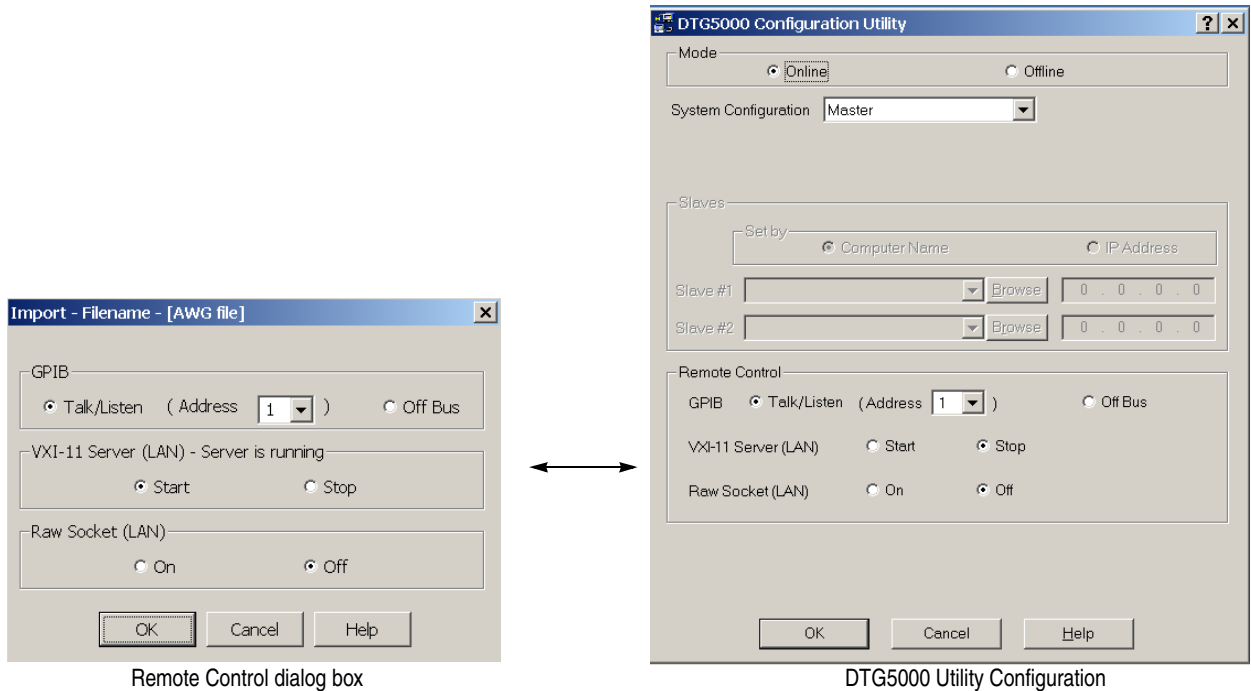 Import - Filename - [AWG file]
GPIB
Talk/Listen ( Address 1 ) Off Bus
VXI-11 Server (LAN) - Server is running
Start Stop
Raw Socket (LAN)
On Off
OK Cancel Help
Remote Control dialog box
DTG5000 Configuration Utility
Mode
Online Offline
System Configuration Master
Slaves
Set by
Computer Name IP Address
Slave #1 Browse 0 . 0 . 0 . 0
Slave #2 Browse 0 . 0 . 0 . 0
Remote Control
GPIB Talk/Listen (Address 1 ) Off Bus
VXI-11 Server (LAN) Start Stop
Raw Socket (LAN) On Off
OK Cancel Help
DTG5000 Utility Configuration